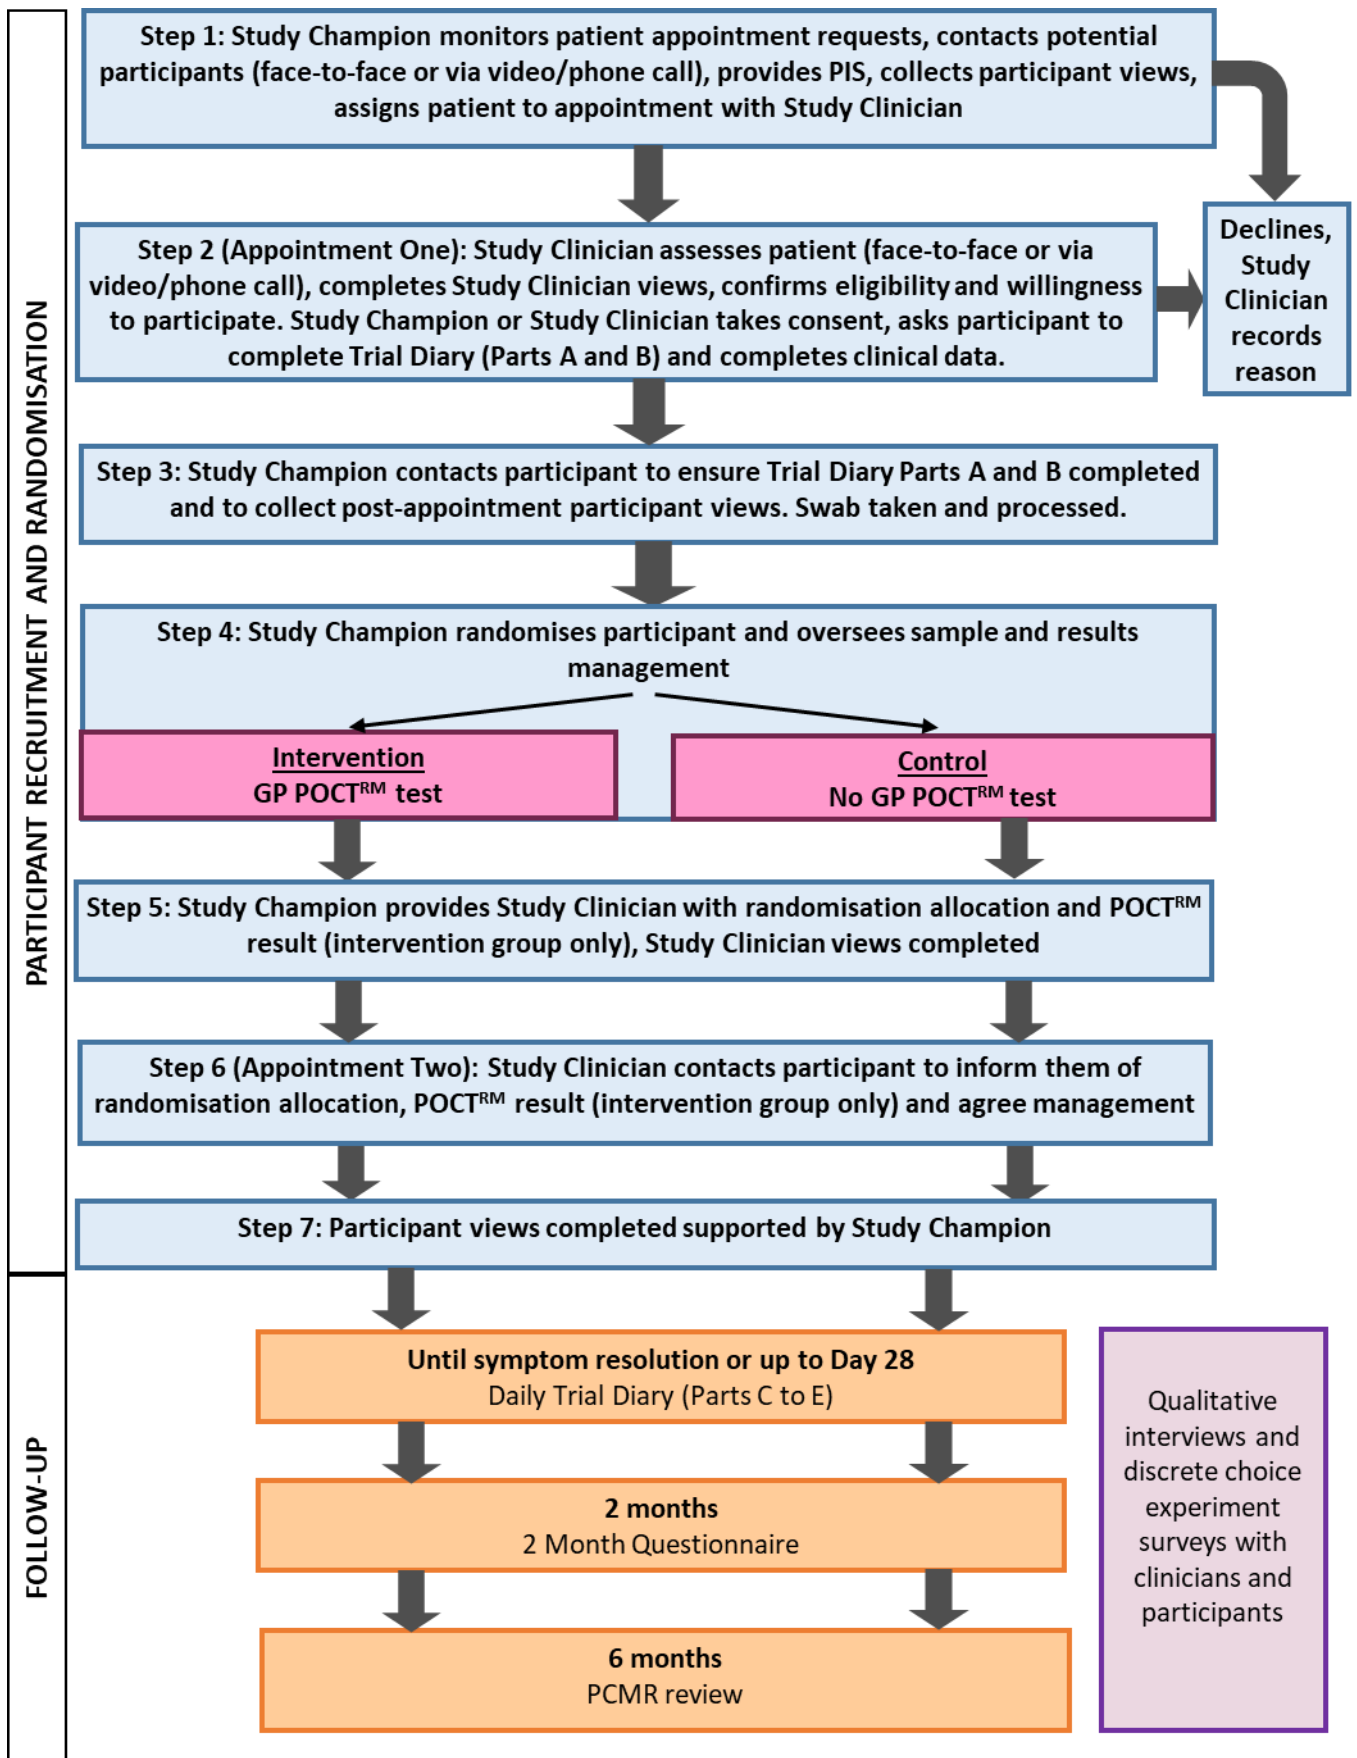 PARTICIPANT RECRUITMENT AND RANDOMISATION
Step 1: Study Champion monitors patient appointment requests, contacts potential
participants (face-to-face or via video/phone call), provides PIS, collects participant views,
assigns patient to appointment with Study Clinician
Declines,
Study
Clinician
records
reason
Step 2 (Appointment One): Study Clinician assesses patient (face-to-face or via
video/phone call), completes Study Clinician views, confirms eligibility and willingness
to participate. Study Champion or Study Clinician takes consent, asks participant to
complete Trial Diary (Parts A and B) and completes clinical data.
Step 3: Study Champion contacts participant to ensure Trial Diary Parts A and B completed
and to collect post-appointment participant views. Swab taken and processed.
Step 4: Study Champion randomises participant and oversees sample and results
management
Intervention
GP POCTᴿᴹ test
Control
No GP POCTᴿᴹ test
Step 5: Study Champion provides Study Clinician with randomisation allocation and POCTᴿᴹ
result (intervention group only), Study Clinician views completed
Step 6 (Appointment Two): Study Clinician contacts participant to inform them of
randomisation allocation, POCTᴿᴹ result (intervention group only) and agree management
Step 7: Participant views completed supported by Study Champion
FOLLOW-UP
Until symptom resolution or up to Day 28
Daily Trial Diary (Parts C to E)
2 months
2 Month Questionnaire
6 months
PCMR review
Qualitative
interviews and
discrete choice
experiment
surveys with
clinicians and
participants